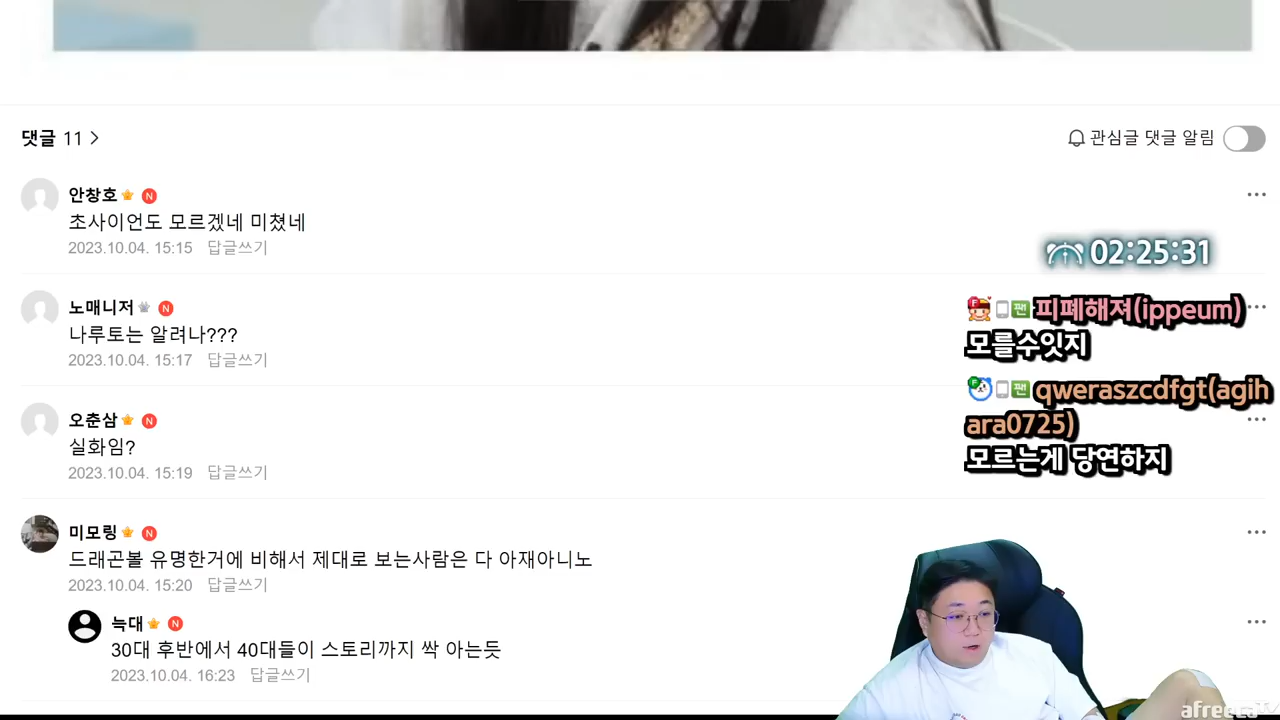 댓글 11
관심글 댓글 알림
안창호 N
초사이언도 모르겠네 미쳤네
2023.10.04. 15:15 답글쓰기
노매니저 N
나루토는 알려나???
2023.10.04. 15:17 답글쓰기
오춘삼 N
실화임?
2023.10.04. 15:19 답글쓰기
미모링 N
드래곤볼 유명한거에 비해서 제대로 보는사람은 다 아재아니노
2023.10.04. 15:20 답글쓰기
늑대 N
30대 후반에서 40대들이 스토리까지 싹 아는듯
2023.10.04. 16:23 답글쓰기
02:25:31
F 팬 피폐해져(ippeum)
모를수잇지
F 팬 qweraszcdfgt(agih
ara0725)
모르는게 당연하지
afreecaTV